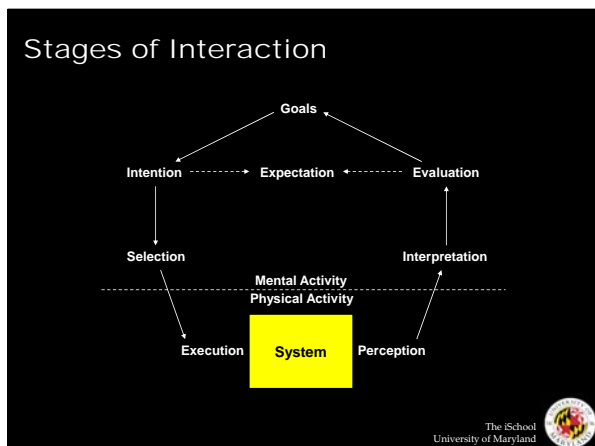 Stages of Interaction
Goals
Intention Expectation Evaluation
Selection Interpretation
Mental Activity
Physical Activity
Execution System Perception
The iSchool
University of Maryland